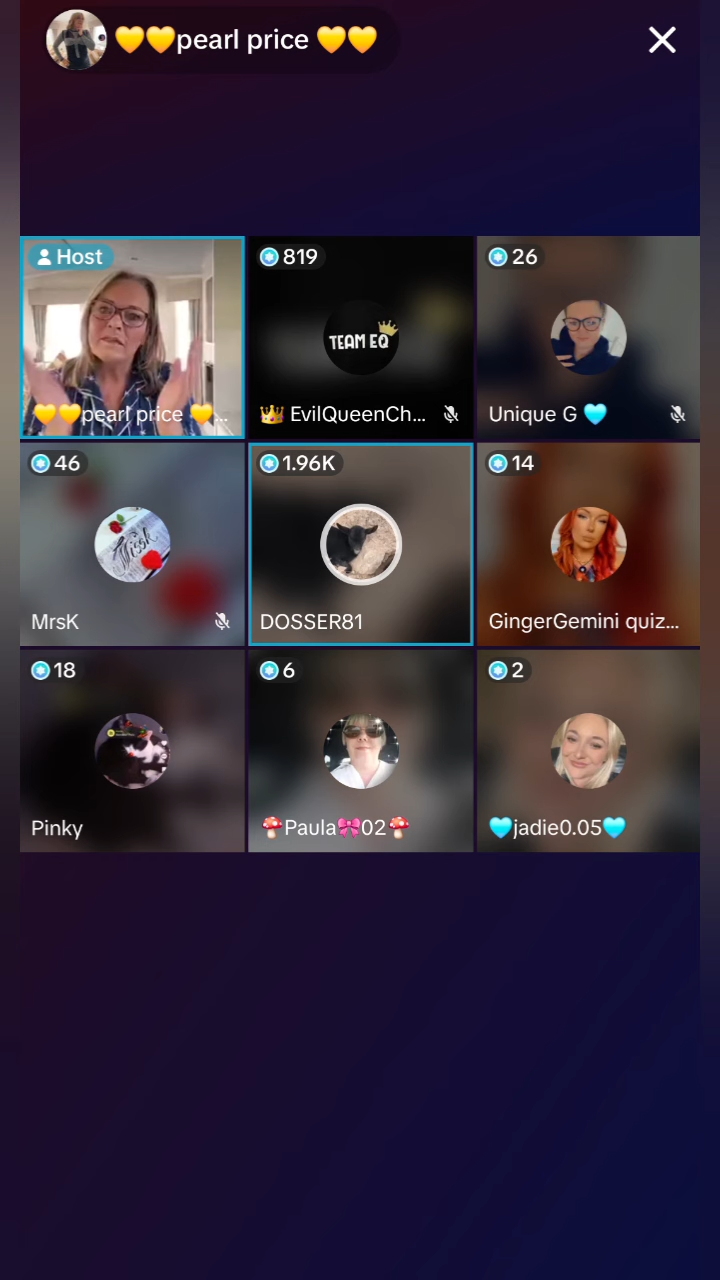 💛💛pearl price 💛💛
Host
819
26
TEAM EQ
💛💛pearl price 💛...
👑 EvilQueenCh...
Unique G 🩵
46
1.96K
14
MrsK
DOSSER81
GingerGemini quiz...
18
6
2
Pinky
🍄Paula🎀02🍄
🩵jadie0.05🩵